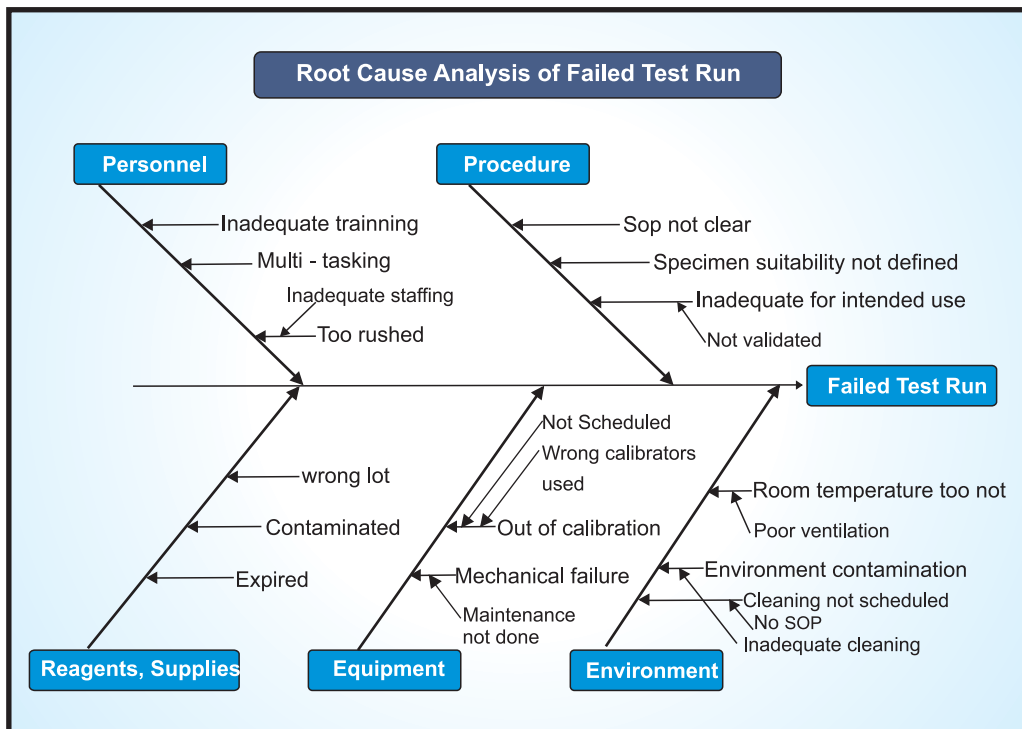 Root Cause Analysis of Failed Test Run
Personnel
Procedure
Inadequate trainning
Multi - tasking
Inadequate staffing
Too rushed
Sop not clear
Specimen suitability not defined
Inadequate for intended use
Not validated
Failed Test Run
wrong lot
Contaminated
Expired
Not Scheduled
Wrong calibrators
used
Out of calibration
Mechanical failure
Maintenance
not done
Room temperature too not
Poor ventilation
Environment contamination
Cleaning not scheduled
No SOP
Inadequate cleaning
Reagents, Supplies
Equipment
Environment